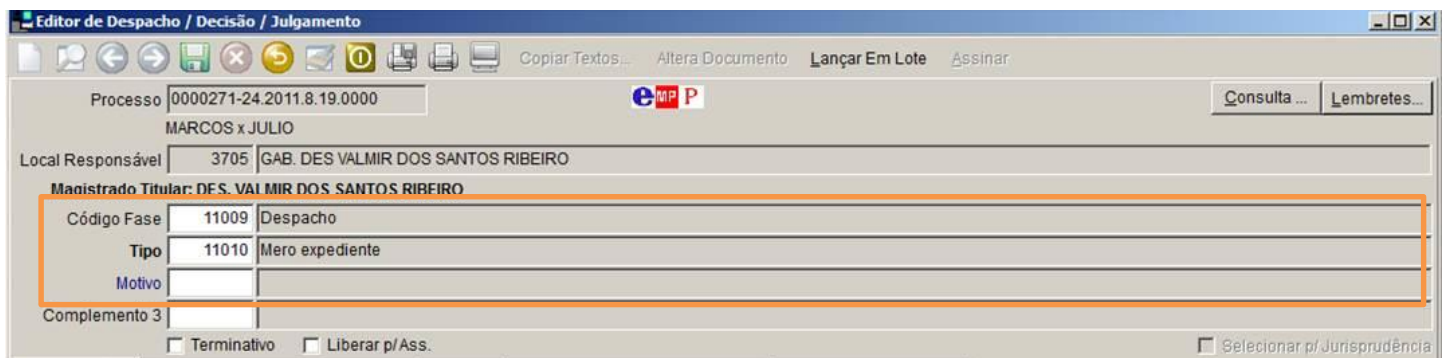 Editor de Despacho / Decisão / Julgamento
Copiar Textos... Altera Documento Lançar Em Lote Assinar
Processo 0000271-24.2011.8.19.0000 e MP P Consulta ... Lembretes...
MARCOS x JULIO
Local Responsável 3705 GAB. DES VALMIR DOS SANTOS RIBEIRO
Magistrado Titular: DES. VALMIR DOS SANTOS RIBEIRO
Código Fase 11009 Despacho
Tipo 11010 Mero expediente
Motivo
Complemento 3
Terminativo Liberar p/ Ass. Selecionar p/ Jurisprudência